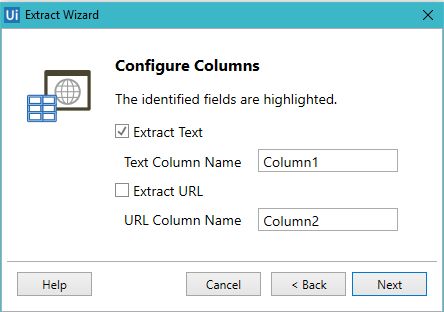 Ui Extract Wizard
Configure Columns
The identified fields are highlighted.
Extract Text
Text Column Name Column1
Extract URL
URL Column Name Column2
Help Cancel < Back Next